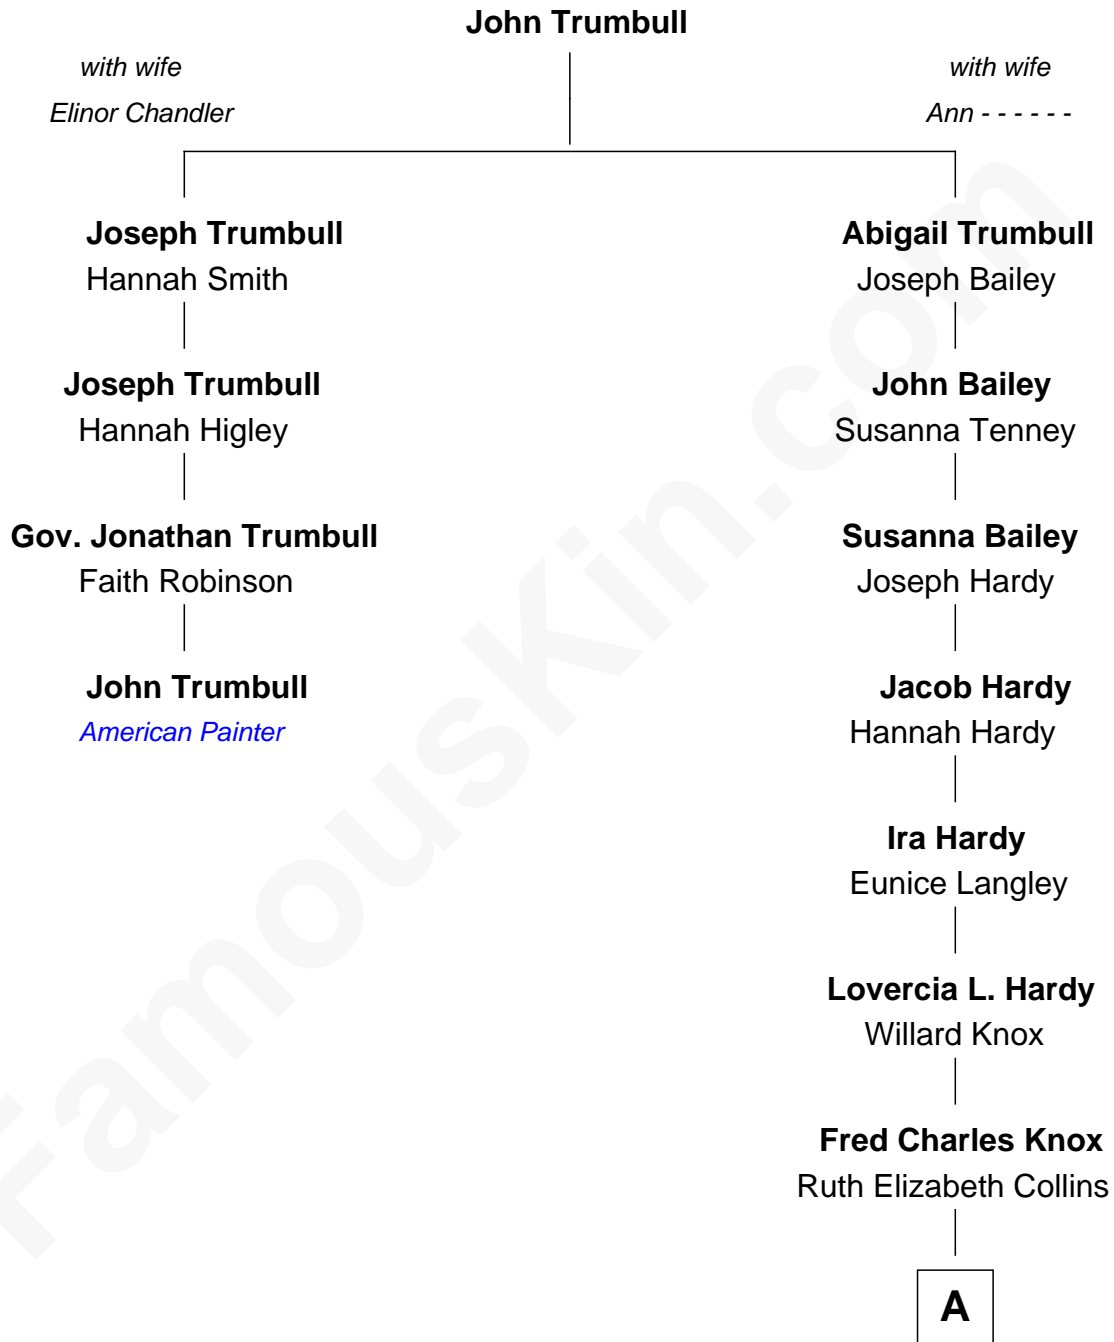 John Trumbull
with wife
Elinor Chandler
with wife
Ann - - - - - -
Joseph Trumbull
Hannah Smith
Abigail Trumbull
Joseph Bailey
Joseph Trumbull
Hannah Higley
John Bailey
Susanna Tenney
Gov. Jonathan Trumbull
Faith Robinson
Susanna Bailey
Joseph Hardy
John Trumbull
American Painter
Jacob Hardy
Hannah Hardy
Ira Hardy
Eunice Langley
Lovercia L. Hardy
Willard Knox
Fred Charles Knox
Ruth Elizabeth Collins
A
FamousKin.com